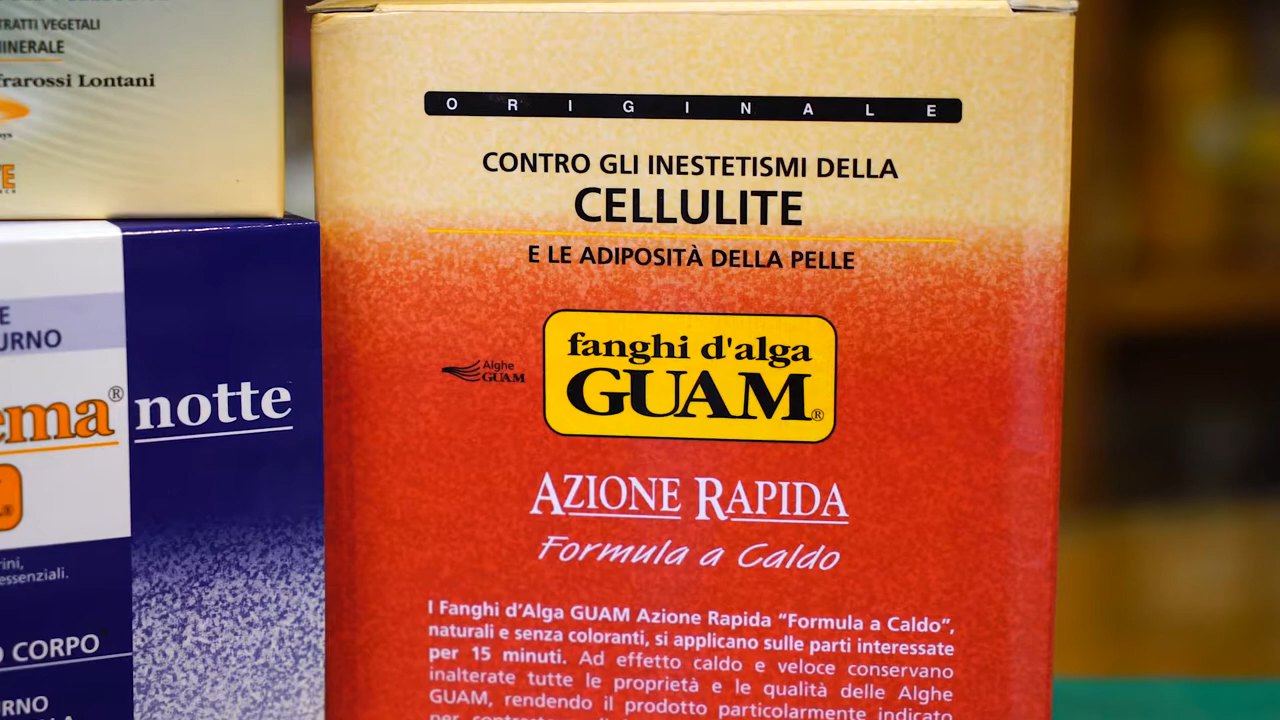 TRATTI VEGETALI
MINERALE
frarossi Lontani
URNO
ema® notte
essenziali.
CORPO
URNO
ORIGINALE
CONTRO GLI INESTETISMI DELLA
CELLULITE
E LE ADIPOSITÀ DELLA PELLE
fanghi d'alga
GUAM®
Alghe
GUAM
AZIONE RAPIDA
Formula a Caldo
I Fanghi d'Alga GUAM Azione Rapida "Formula a Caldo",
naturali e senza coloranti, si applicano sulle parti interessate
per 15 minuti. Ad effetto caldo e veloce conservano
inalterate tutte le proprietà e le qualità delle Alghe
GUAM, rendendo il prodotto particolarmente indicato